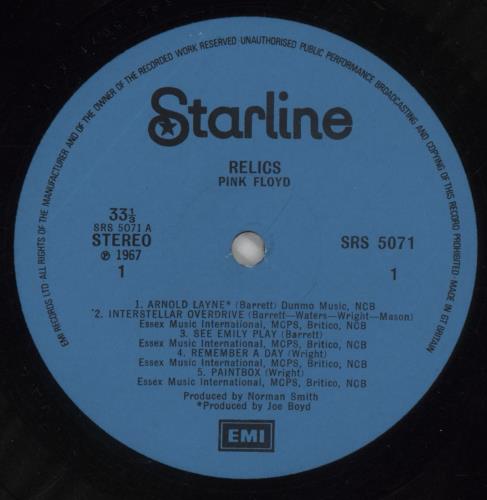 EMI RECORDS LTD · ALL RIGHTS OF THE MANUFACTURER AND OF THE OWNER OF THE RECORDED WORK RESERVED UNAUTHORISED PUBLIC PERFORMANCE BROADCASTING AND COPYING OF THIS RECORD PROHIBITED · MADE IN GT BRITAIN
Starline
RELICS
PINK FLOYD
33⅓
SRS 5071 A
STEREO
℗ 1967
1
SRS 5071
1
1. ARNOLD LAYNE* (Barrett) Dunmo Music, NCB
*2. INTERSTELLAR OVERDRIVE (Barrett—Waters—Wright—Mason)
Essex Music International, MCPS, Britico, NCB
3. SEE EMILY PLAY (Barrett)
Essex Music International, MCPS, Britico, NCB
4. REMEMBER A DAY (Wright)
Essex Music International, MCPS, Britico, NCB
5. PAINTBOX (Wright)
Essex Music International, MCPS, Britico, NCB
Produced by Norman Smith
*Produced by Joe Boyd
EMI